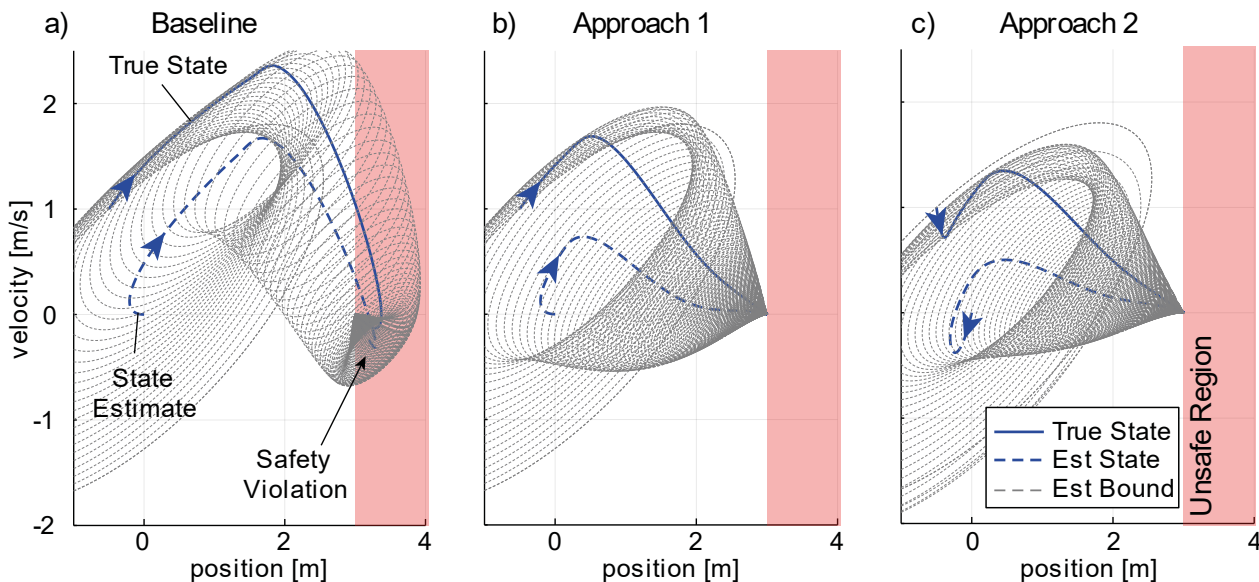 a) Baseline
b) Approach 1
c) Approach 2
True State
State
Estimate
Safety
Violation
velocity [m/s]
2
1
0
-1
-2
0 2 4
position [m]
0 2 4
position [m]
True State
Est State
Est Bound
Unsafe Region
0 2 4
position [m]